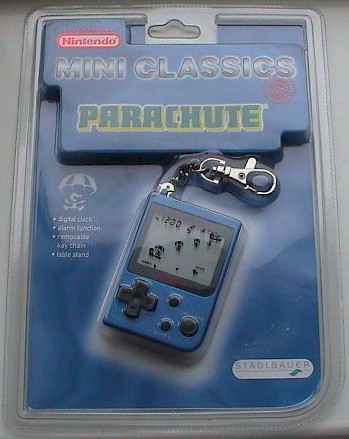 Nintendo
MINI CLASSICS
PARACHUTE
• digital clock
• alarm function
• removable
key chain
• table stand
STADLBAUER